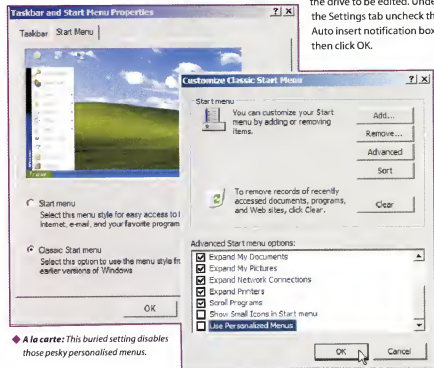 the drive to be edited. Under
the Settings tab uncheck th
Auto insert notification box
then click OK.
Taskbar and Start Menu Properties
Taskbar Start Menu
Start menu
Select this menu style for easy access to t
Internet, e-mail, and your favorite program
Classic Start menu
Select this option to use the menu style fr
earlier versions of Windows
OK
Customize Classic Start Menu
Start menu
You can customize your Start
menu by adding or removing
items.
Add...
Remove...
Advanced
Sort
To remove records of recently
accessed documents, programs,
and Web sites, click Clear.
Clear
Advanced Start menu options:
Expand My Documents
Expand My Pictures
Expand Network Connections
Expand Printers
Scroll Programs
Show Small Icons in Start menu
Use Personalized Menus
OK Cancel
A la carte: This buried setting disables
those pesky personalised menus.